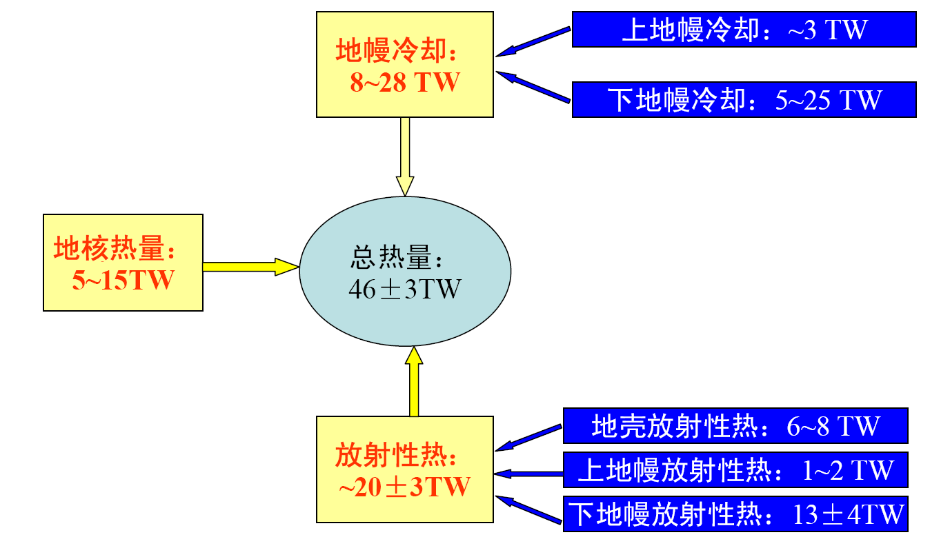 地幔冷却：
8~28 TW
上地幔冷却：~3 TW
下地幔冷却：5~25 TW
地核热量：
5~15TW
总热量：
46±3TW
放射性热：
~20±3TW
地壳放射性热：6~8 TW
上地幔放射性热：1~2 TW
下地幔放射性热：13±4TW